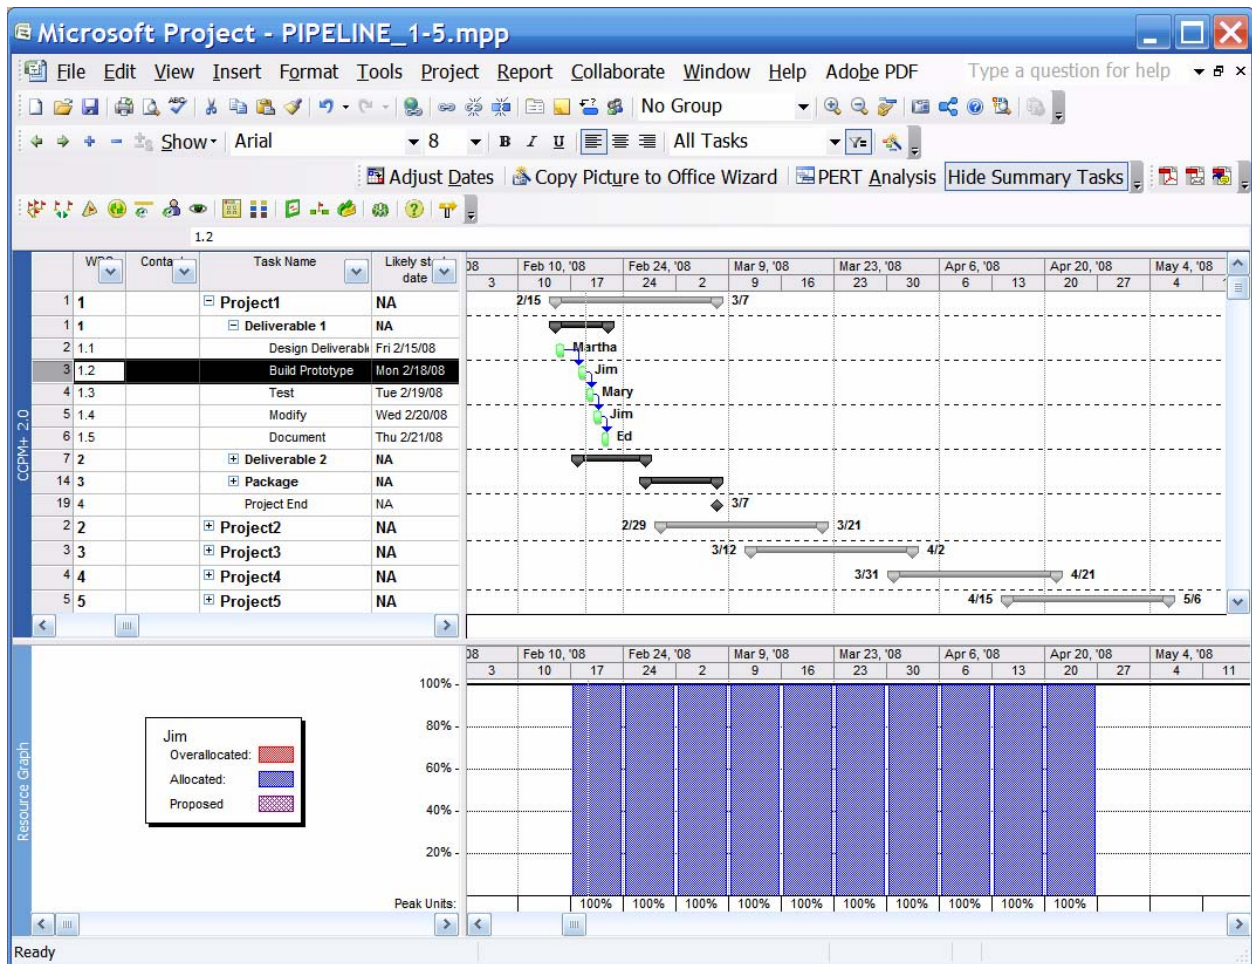 Microsoft Project - PIPELINE_1-5.mpp
File Edit View Insert Format Tools Project Report Collaborate Window Help Adobe PDF Type a question for help
No Group
Show Arial 8 B I U All Tasks
Adjust Dates Copy Picture to Office Wizard PERT Analysis Hide Summary Tasks
1.2
Task Name Likely st
date
08 Feb 10, '08 Feb 24, '08 Mar 9, '08 Mar 23, '08 Apr 6, '08 Apr 20, '08 May 4, '08
3 10 17 24 2 9 16 23 30 6 13 20 27 4
1 1 Project1 NA 2/15 3/7
1 1 Deliverable 1 NA
2 1.1 Design Deliverabl Fri 2/15/08 Martha
3 1.2 Build Prototype Mon 2/18/08 Jim
4 1.3 Test Tue 2/19/08 Mary
5 1.4 Modify Wed 2/20/08 Jim
6 1.5 Document Thu 2/21/08 Ed
7 2 Deliverable 2 NA
14 3 Package NA
19 4 Project End NA 3/7
2 2 Project2 NA 2/29 3/21
3 3 Project3 NA 3/12 4/2
4 4 Project4 NA 3/31 4/21
5 5 Project5 NA 4/15 5/6
CCPM+ 2.0
08 Feb 10, '08 Feb 24, '08 Mar 9, '08 Mar 23, '08 Apr 6, '08 Apr 20, '08 May 4, '08
3 10 17 24 2 9 16 23 30 6 13 20 27 4 11
100%
80%
60%
40%
20%
Jim
Overallocated:
Allocated:
Proposed
Resource Graph
Peak Units: 100% 100% 100% 100% 100% 100% 100% 100% 100% 100%
Ready